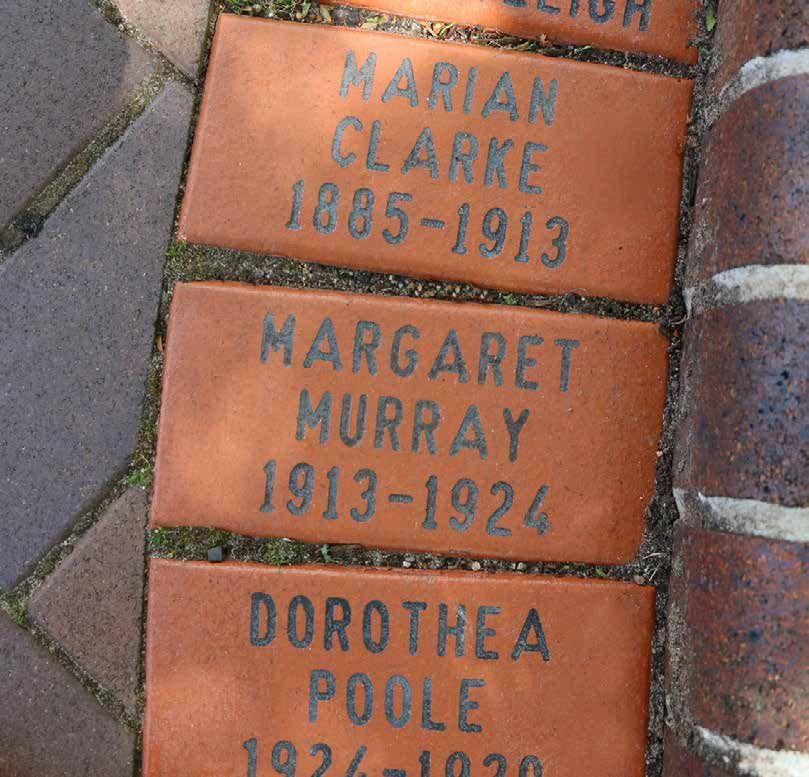 MARIAN
CLARKE
1885-1913
MARGARET
MURRAY
1913-1924
DOROTHEA
POOLE